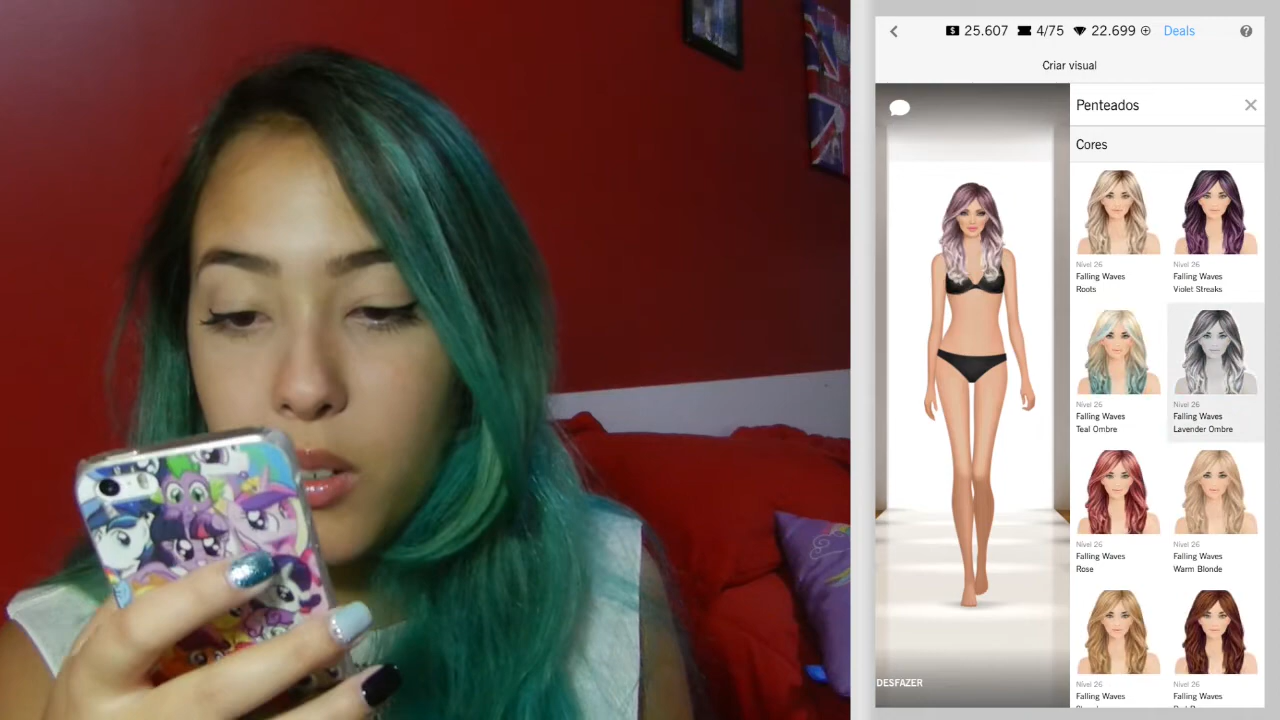 25.607 4/75 22.699 Deals ?
Criar visual
Penteados
Cores
Nível 26
Falling Waves
Roots
Nível 26
Falling Waves
Violet Streaks
Nível 26
Falling Waves
Teal Ombre
Nível 26
Falling Waves
Lavender Ombre
Nível 26
Falling Waves
Rose
Nível 26
Falling Waves
Warm Blonde
Nível 26
Falling Waves
Nível 26
Falling Waves
DESFAZER